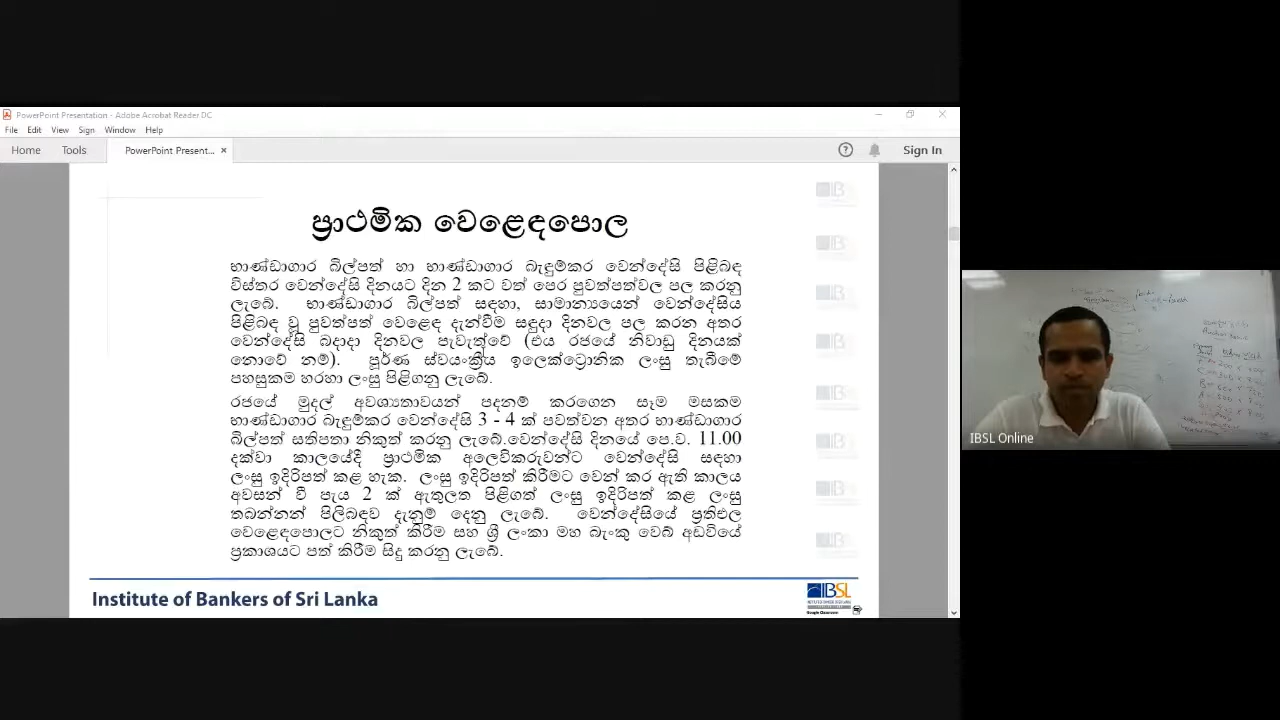 PowerPoint Presentation - Adobe Acrobat Reader DC
File Edit View Sign Window Help
Home Tools PowerPoint Present... × Sign In
ප්‍රාථමික වෙළෙඳපොල
භාණ්ඩාගාර බිල්පත් හා භාණ්ඩාගාර බැඳුම්කර වෙන්දේසි පිළිබඳ
විස්තර වෙන්දේසි දිනයට දින 2 කට වත් පෙර පුවත්පත්වල පල කරනු
ලැබේ. භාණ්ඩාගාර බිල්පත් සඳහා, සාමාන්‍යයෙන් වෙන්දේසිය
පිළිබඳ වූ පුවත්පත් වෙළෙඳ දැන්වීම් සඳුදා දිනවල පල කරන අතර
වෙන්දේසි බදාදා දිනවල පැවැත්වේ (එය රජයේ නිවාඩු දිනයක්
නොවේ නම්). පූර්ණ ස්වයංක්‍රීය ඉලෙක්ට්‍රොනික ලංසු තැබීමේ
පහසුකම හරහා ලංසු පිළිගනු ලැබේ.
රජයේ මුදල් අවශ්‍යතාවයන් පදනම් කරගෙන සෑම මසකම
භාණ්ඩාගාර බැඳුම්කර වෙන්දේසි 3 - 4 ක් පවත්වන අතර භාණ්ඩාගාර
බිල්පත් සතිපතා නිකුත් කරනු ලැබේ.වෙන්දේසි දිනයේ පෙ.ව. 11.00
දක්වා කාලයේදී ප්‍රාථමික අලෙවිකරුවන්ට වෙන්දේසි සඳහා
ලංසු ඉදිරිපත් කළ හැක. ලංසු ඉදිරිපත් කිරීමට වෙන් කර ඇති කාලය
අවසන් වී පැය 2 ක් ඇතුලත පිළිගත් ලංසු ඉදිරිපත් කළ ලංසු
තබන්නන් පිලිබඳව දැනුම් දෙනු ලැබේ. වෙන්දේසියේ ප්‍රතිඵල
වෙළෙඳපොලට නිකුත් කිරීම සහ ශ්‍රී ලංකා මහ බැංකු වෙබ් අඩවියේ
ප්‍රකාශයට පත් කිරීම සිදු කරනු ලැබේ.
Institute of Bankers of Sri Lanka
IBSL
IBSL Online